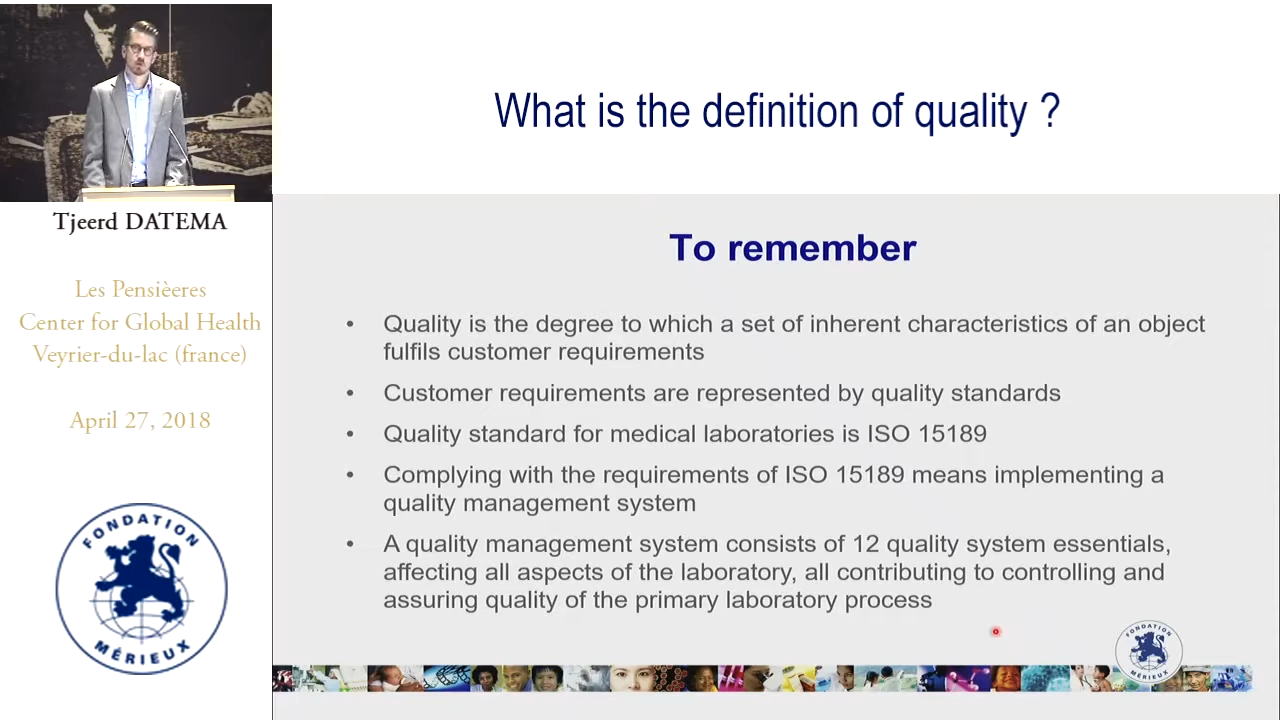 What is the definition of quality ?
Tjeerd DATEMA
Les Pensièeres
Center for Global Health
Veyrier-du-lac (france)
April 27, 2018
FONDATION
MÉRIEUX
To remember
• Quality is the degree to which a set of inherent characteristics of an object
fulfils customer requirements
• Customer requirements are represented by quality standards
• Quality standard for medical laboratories is ISO 15189
• Complying with the requirements of ISO 15189 means implementing a
quality management system
• A quality management system consists of 12 quality system essentials,
affecting all aspects of the laboratory, all contributing to controlling and
assuring quality of the primary laboratory process
FONDATION
MÉRIEUX